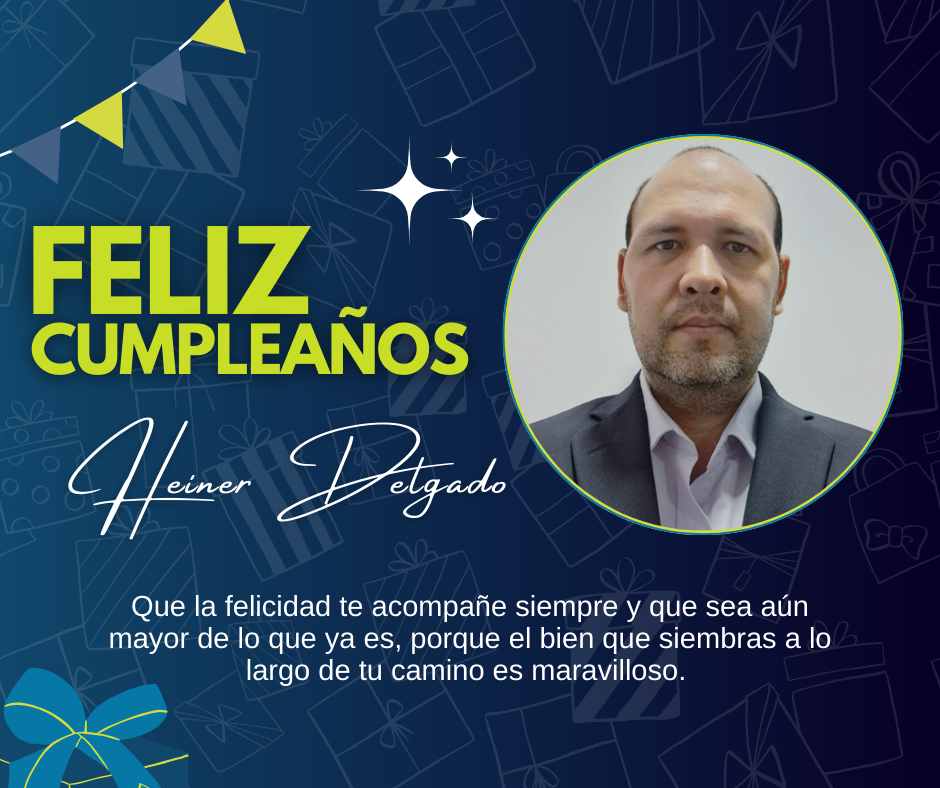 FELIZ
CUMPLEAÑOS
Heiner Delgado
Que la felicidad te acompañe siempre y que sea aún
mayor de lo que ya es, porque el bien que siembras a lo
largo de tu camino es maravilloso.